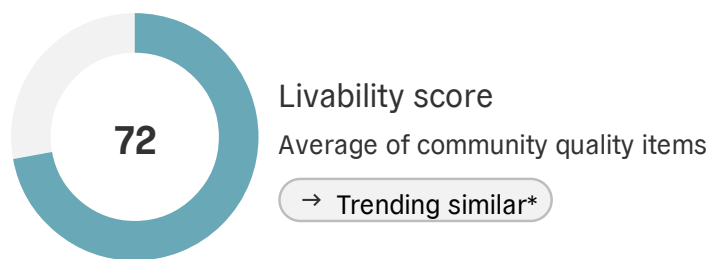 72
Livability score
Average of community quality items
→ Trending similar*